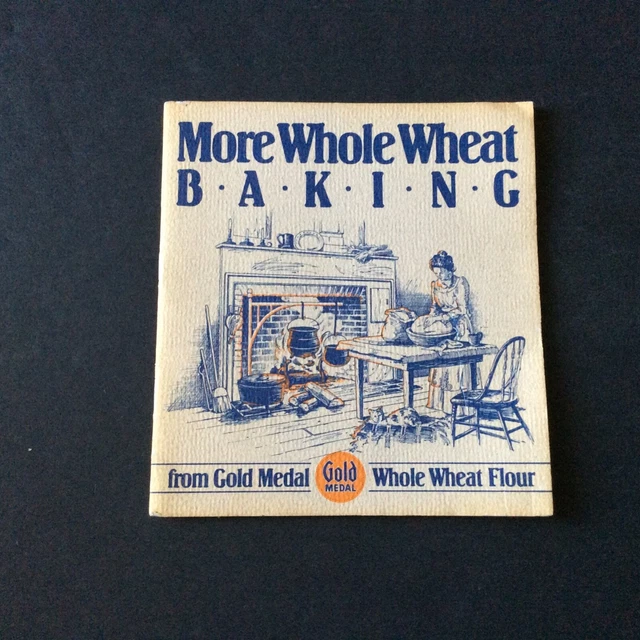 More Whole Wheat
B·A·K·I·N·G
from Gold Medal Gold Whole Wheat Flour
MEDAL